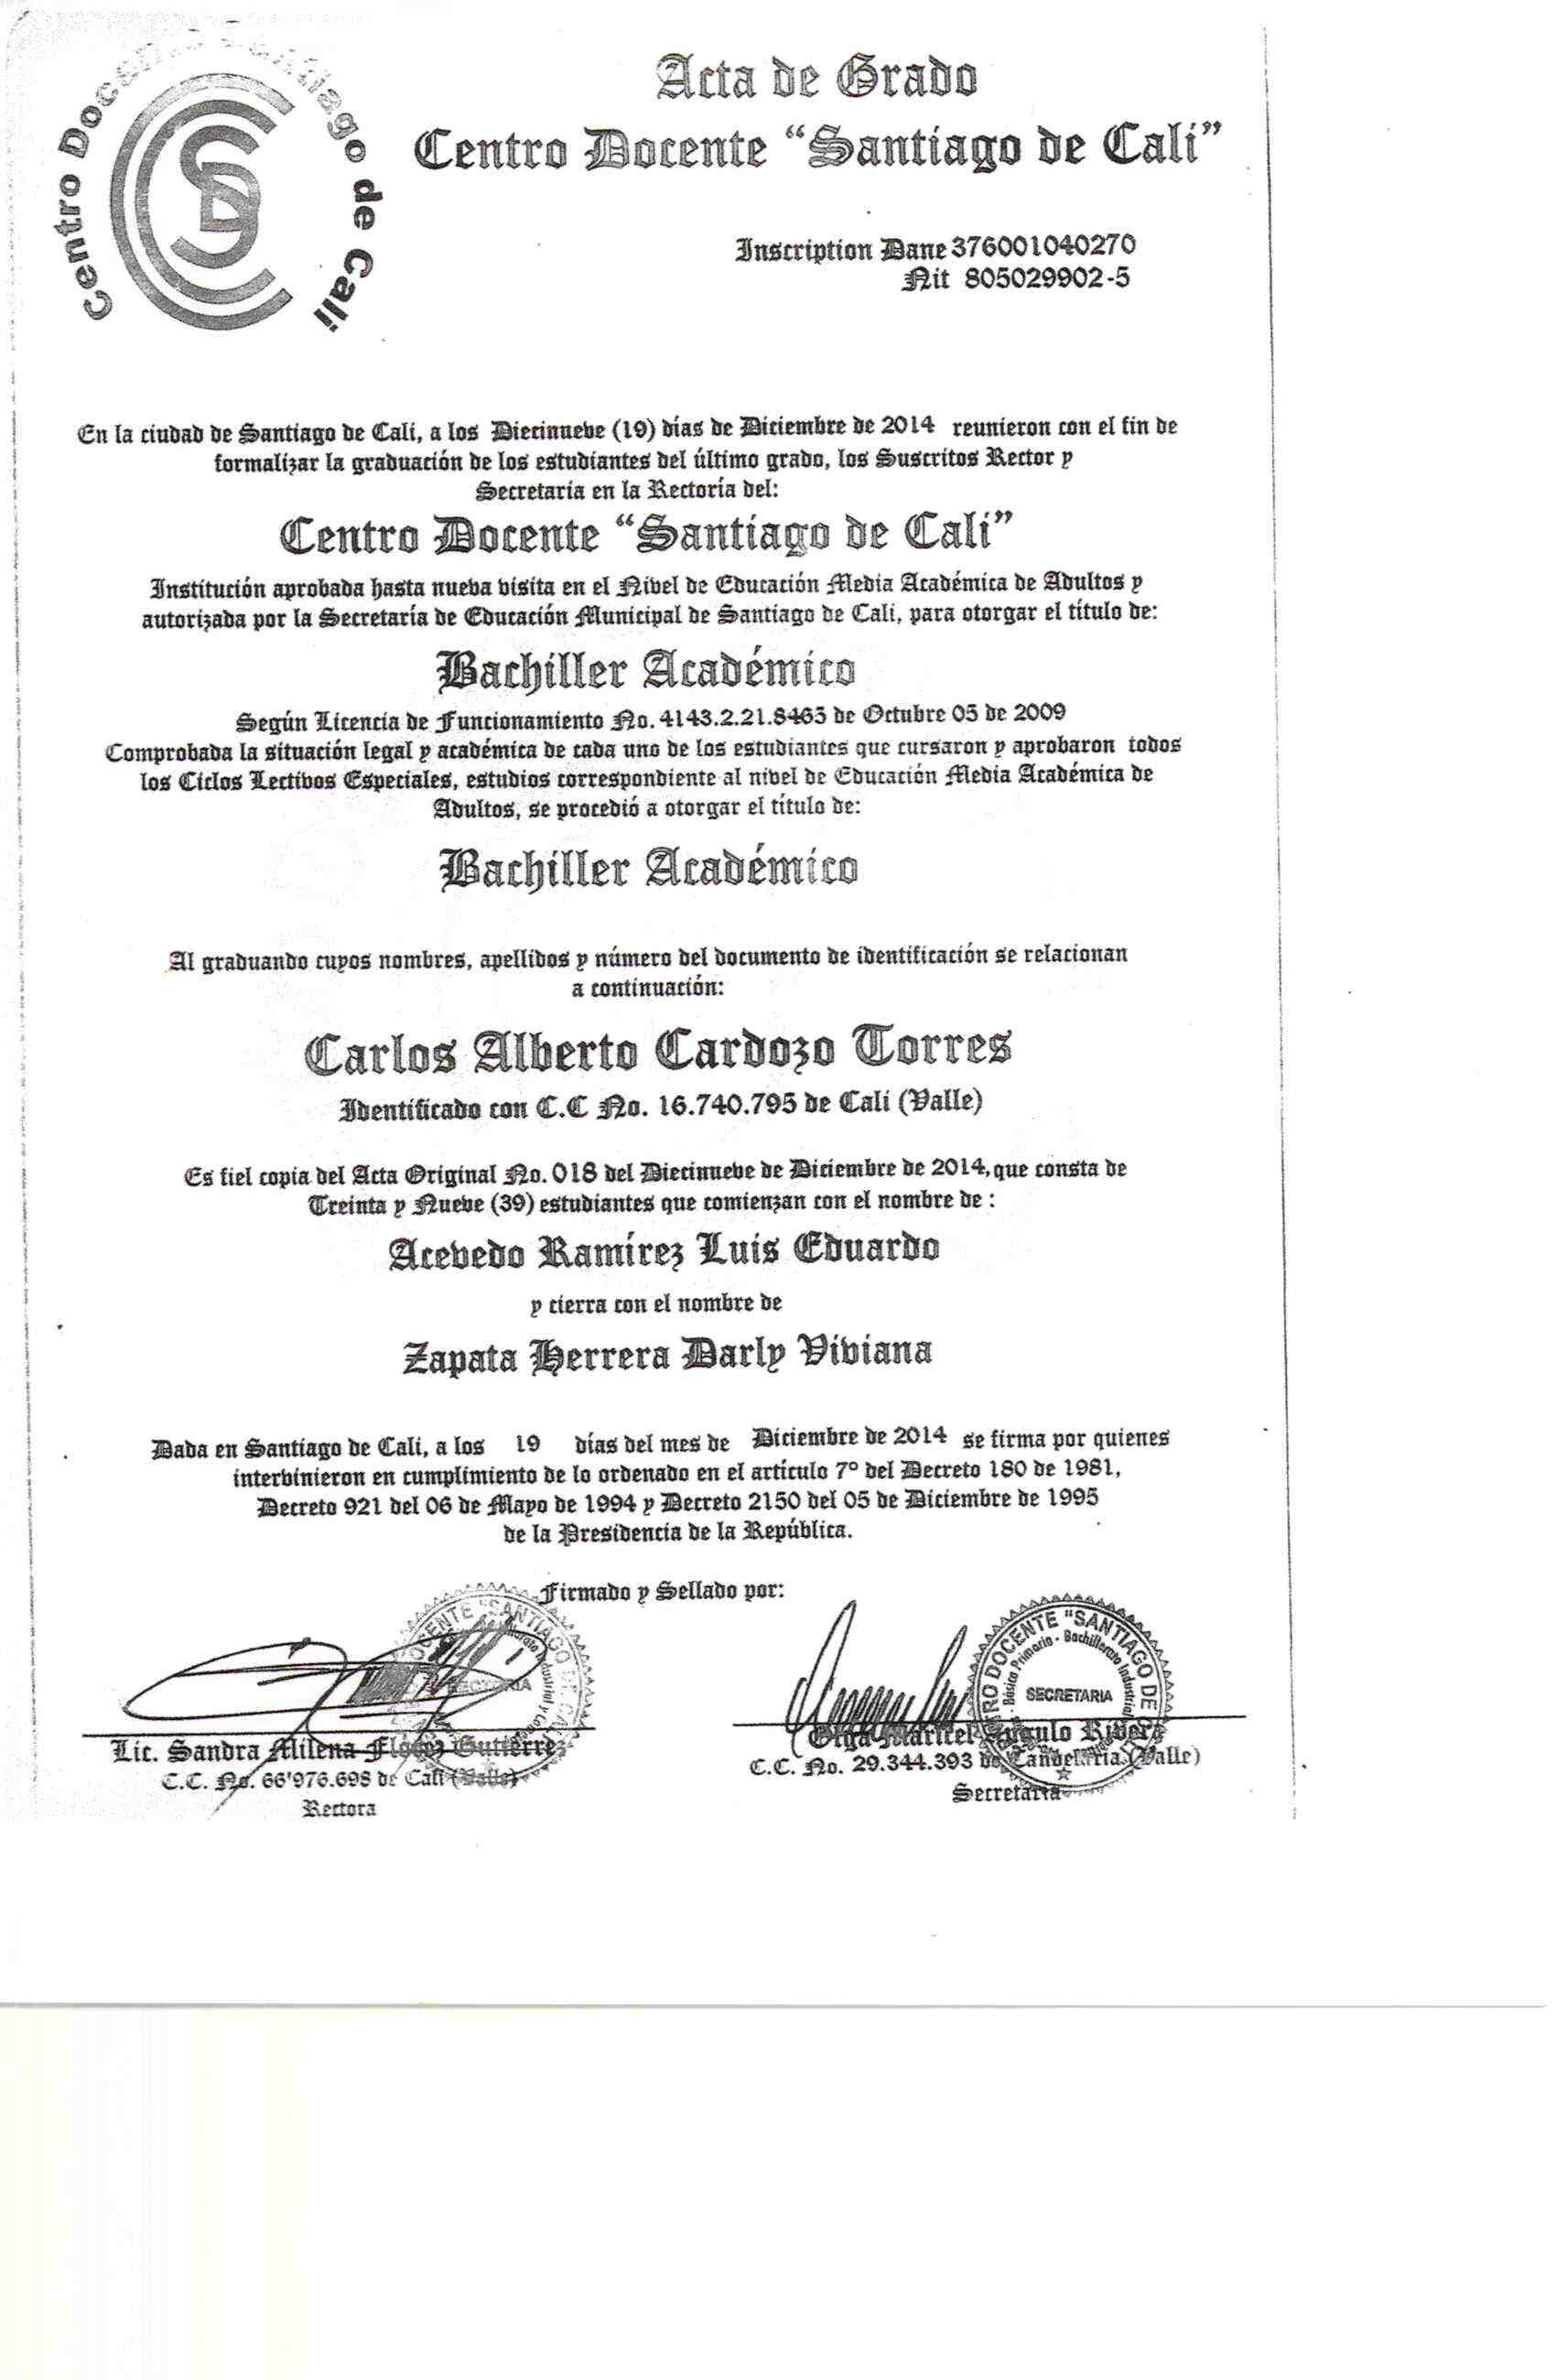 Centro Docente Santiago de Cali
CDS
Acta de Grado
Centro Docente “Santiago de Cali”
Inscription Dane 376001040270
Nit 805029902-5
En la ciudad de Santiago de Cali, a los Diecinueve (19) días de Diciembre de 2014 reunieron con el fin de
formalizar la graduación de los estudiantes del último grado, los Suscritos Rector y
Secretaría en la Rectoría del:
Centro Docente “Santiago de Cali”
Institución aprobada hasta nueva visita en el Nivel de Educación Media Académica de Adultos y
autorizada por la Secretaría de Educación Municipal de Santiago de Cali, para otorgar el título de:
Bachiller Académico
Según Licencia de Funcionamiento No. 4143.2.21.8465 de Octubre 05 de 2009
Comprobada la situación legal y académica de cada uno de los estudiantes que cursaron y aprobaron todos
los Ciclos Lectivos Especiales, estudios correspondiente al nivel de Educación Media Académica de
Adultos, se procedió a otorgar el título de:
Bachiller Académico
Al graduando cuyos nombres, apellidos y número del documento de identificación se relacionan
a continuación:
Carlos Alberto Cardozo Torres
Identificado con C.C No. 16.740.795 de Cali (Valle)
Es fiel copia del Acta Original No. 018 del Diecinueve de Diciembre de 2014, que consta de
Treinta y Nueve (39) estudiantes que comienzan con el nombre de :
Acevedo Ramírez Luis Eduardo
y cierra con el nombre de
Zapata Herrera Darly Viviana
Dada en Santiago de Cali, a los 19 días del mes de Diciembre de 2014 se firma por quienes
intervinieron en cumplimiento de lo ordenado en el artículo 7° del Decreto 180 de 1981,
Decreto 921 del 06 de Mayo de 1994 y Decreto 2150 del 05 de Diciembre de 1995
de la Presidencia de la República.
Firmado y Sellado por:
DOCENTE "SANTIAGO DE CALI
CENTRO DOCENTE "SANTIAGO DE
Básica Primaria - Bachillerato Industrial
SECRETARIA
Lic. Sandra Milena Flórez Gutiérrez
Olga Maricel Angulo Rivera
C.C. No. 66'976.698 de Cali (Valle)
C.C. No. 29.344.393 de Candelaria (Valle)
Rectora
Secretaria